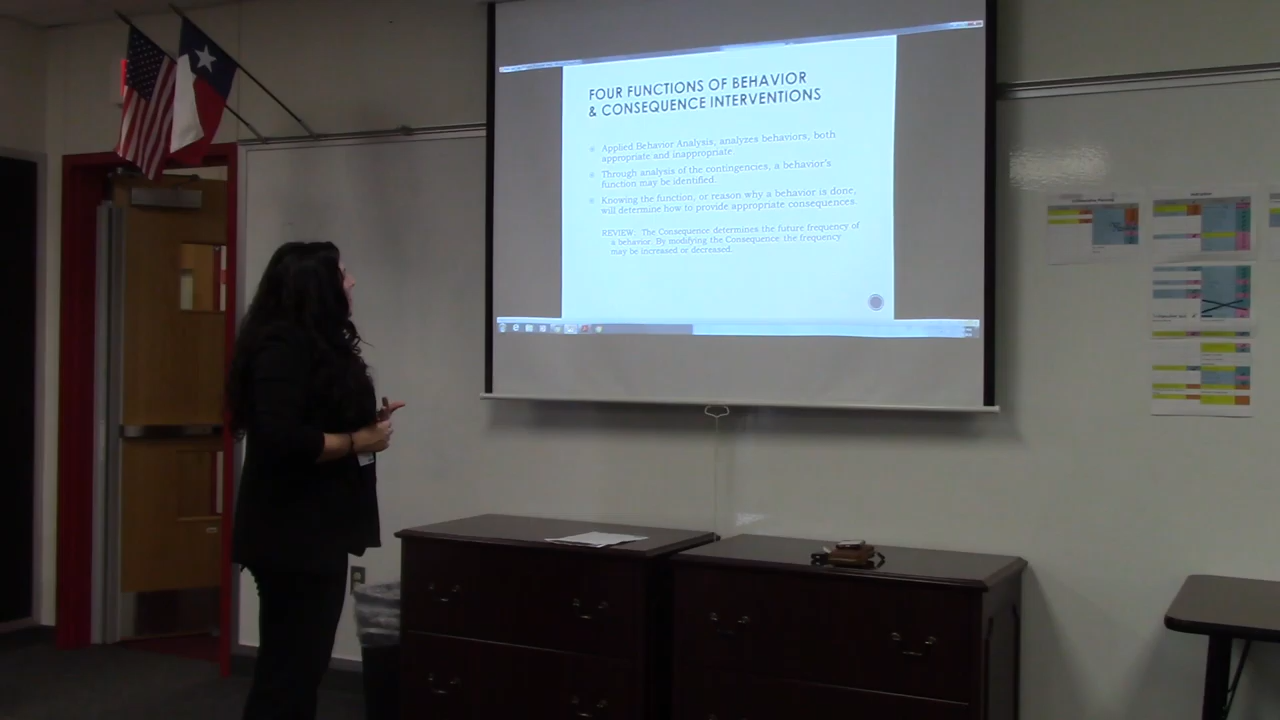 FOUR FUNCTIONS OF BEHAVIOR
& CONSEQUENCE INTERVENTIONS
Applied Behavior Analysis, analyzes behaviors, both
appropriate and inappropriate.
Through analysis of the contingencies, a behavior's
function may be identified.
Knowing the function, or reason why a behavior is done,
will determine how to provide appropriate consequences.
REVIEW: The Consequence determines the future frequency of
a behavior. By modifying the Consequence the frequency
may be increased or decreased.